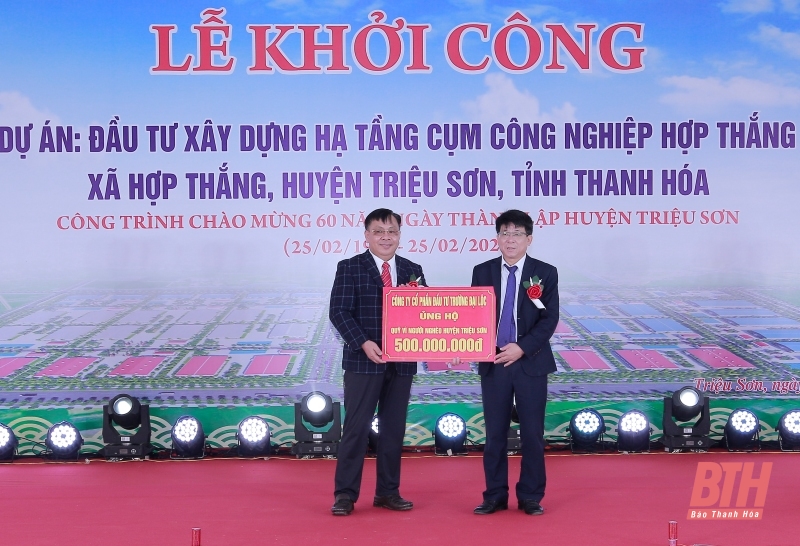 LỄ KHỞI CÔNG
DỰ ÁN: ĐẦU TƯ XÂY DỰNG HẠ TẦNG CỤM CÔNG NGHIỆP HỢP THẮNG
XÃ HỢP THẮNG, HUYỆN TRIỆU SƠN, TỈNH THANH HÓA
CÔNG TRÌNH CHÀO MỪNG 60 NĂM NGÀY THÀNH LẬP HUYỆN TRIỆU SƠN
(25/02/19 - 25/02/202
CÔNG TY CỔ PHẦN ĐẦU TƯ TRƯỜNG ĐẠI LỘC
ỦNG HỘ
QUỸ VÌ NGƯỜI NGHÈO HUYỆN TRIỆU SƠN
500.000.000đ
Triệu Sơn, ngày
BTH
Báo Thanh Hóa